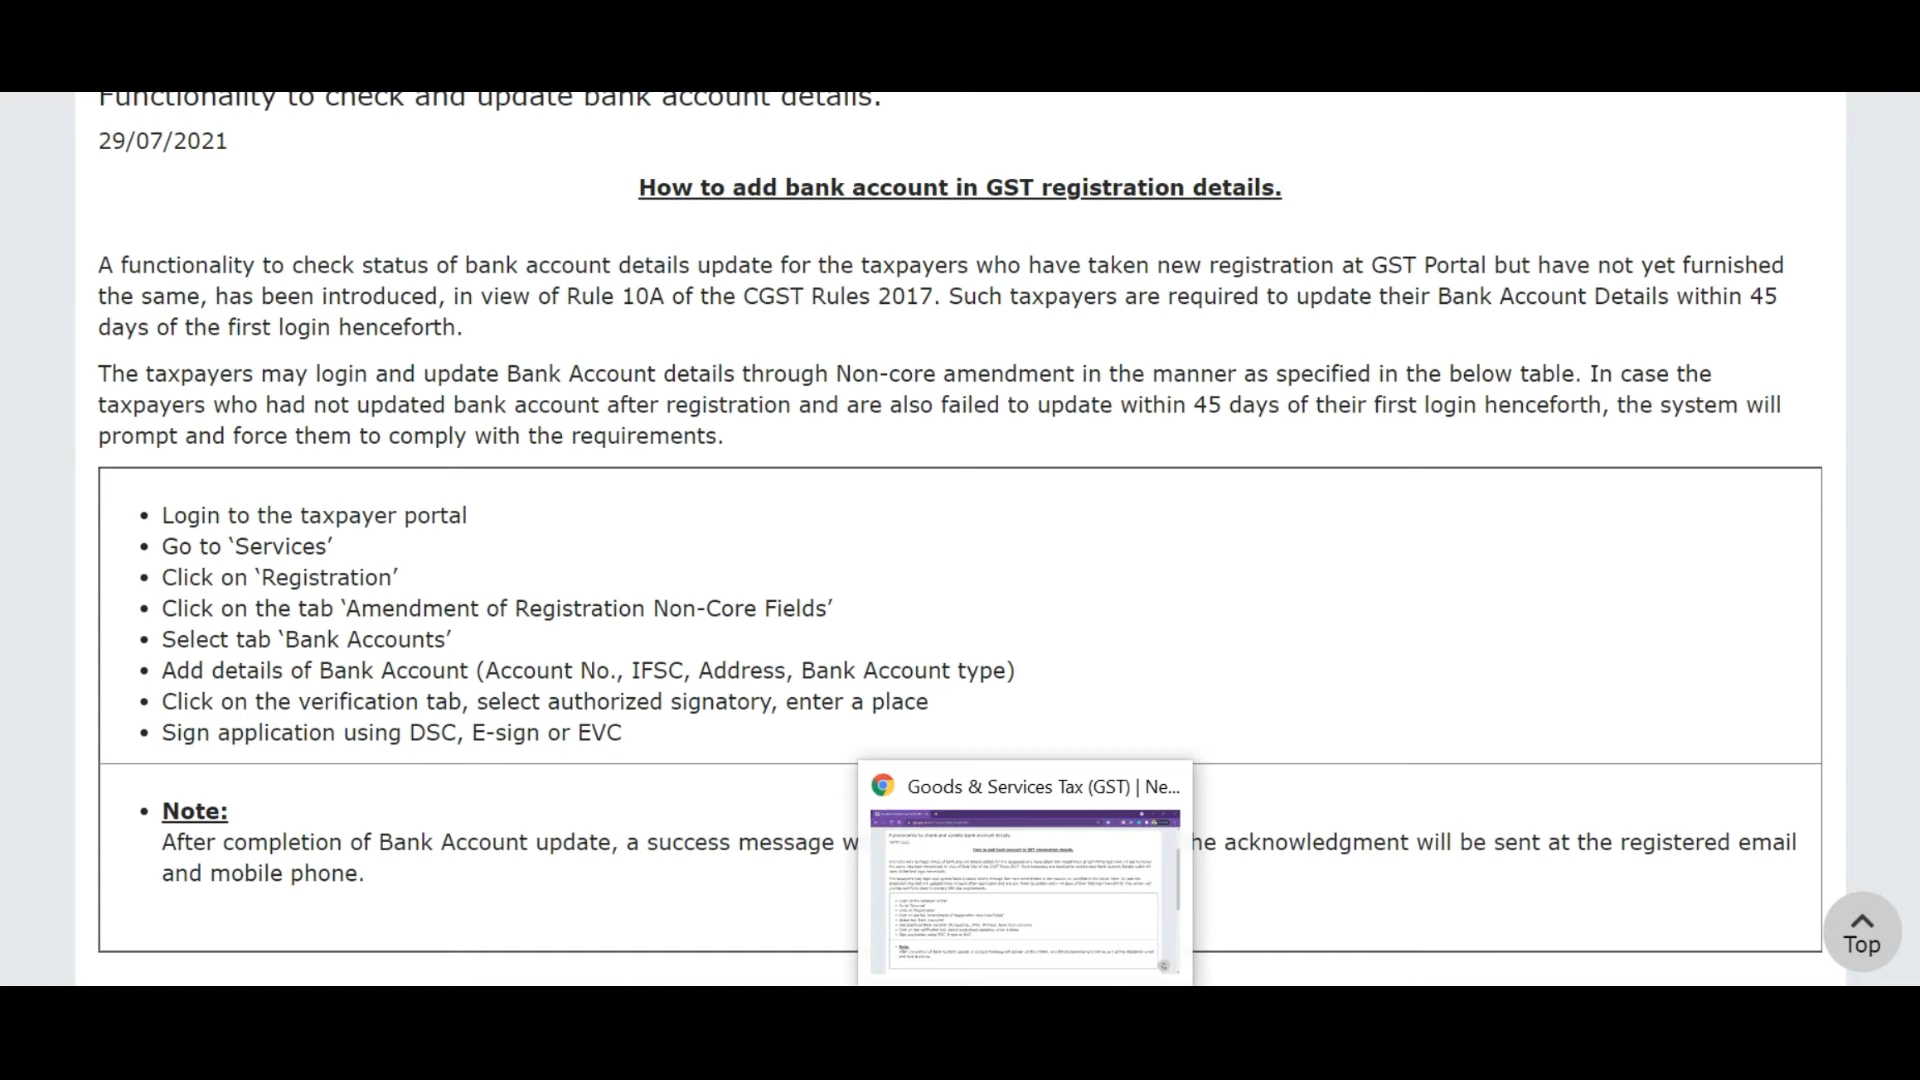 Functionality to check and update bank account details.
29/07/2021
How to add bank account in GST registration details.
A functionality to check status of bank account details update for the taxpayers who have taken new registration at GST Portal but have not yet furnished
the same, has been introduced, in view of Rule 10A of the CGST Rules 2017. Such taxpayers are required to update their Bank Account Details within 45
days of the first login henceforth.
The taxpayers may login and update Bank Account details through Non-core amendment in the manner as specified in the below table. In case the
taxpayers who had not updated bank account after registration and are also failed to update within 45 days of their first login henceforth, the system will
prompt and force them to comply with the requirements.
• Login to the taxpayer portal
• Go to ‘Services’
• Click on ‘Registration’
• Click on the tab ‘Amendment of Registration Non-Core Fields’
• Select tab ‘Bank Accounts’
• Add details of Bank Account (Account No., IFSC, Address, Bank Account type)
• Click on the verification tab, select authorized signatory, enter a place
• Sign application using DSC, E-sign or EVC
Goods & Services Tax (GST) | Ne...
• Note:
After completion of Bank Account update, a success message w he acknowledgment will be sent at the registered email
and mobile phone.
Top